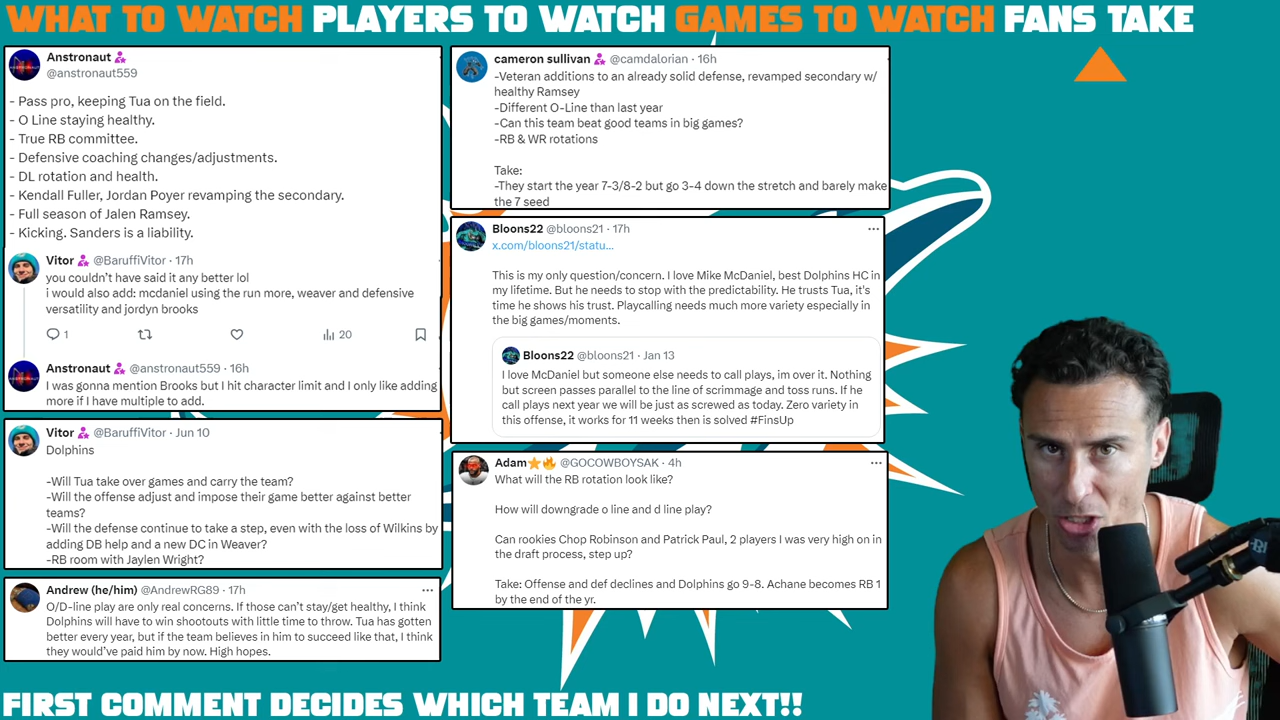 WHAT TO WATCH PLAYERS TO WATCH GAMES TO WATCH FANS TAKE
Anstronaut
@anstronaut559
- Pass pro, keeping Tua on the field.
- O Line staying healthy.
- True RB committee.
- Defensive coaching changes/adjustments.
- DL rotation and health.
- Kendall Fuller, Jordan Poyer revamping the secondary.
- Full season of Jalen Ramsey.
- Kicking. Sanders is a liability.
Vitor @BaruffiVitor · 17h
you couldn't have said it any better lol
i would also add: mcdaniel using the run more, weaver and defensive
versatility and jordyn brooks
1 20
Anstronaut @anstronaut559 · 16h
I was gonna mention Brooks but I hit character limit and I only like adding
more if I have multiple to add.
Vitor @BaruffiVitor · Jun 10
Dolphins
-Will Tua take over games and carry the team?
-Will the offense adjust and impose their game better against better
teams?
-Will the defense continue to take a step, even with the loss of Wilkins by
adding DB help and a new DC in Weaver?
-RB room with Jaylen Wright?
Andrew (he/him) @AndrewRG89 · 17h
O/D-line play are only real concerns. If those can't stay/get healthy, I think
Dolphins will have to win shootouts with little time to throw. Tua has gotten
better every year, but if the team believes in him to succeed like that, I think
they would've paid him by now. High hopes.
cameron sullivan @camdalorian · 16h
-Veteran additions to an already solid defense, revamped secondary w/
healthy Ramsey
-Different O-Line than last year
-Can this team beat good teams in big games?
-RB & WR rotations
Take:
-They start the year 7-3/8-2 but go 3-4 down the stretch and barely make
the 7 seed
Bloons22 @bloons21 · 17h
x.com/bloons21/statu...
This is my only question/concern. I love Mike McDaniel, best Dolphins HC in
my lifetime. But he needs to stop with the predictability. He trusts Tua, it's
time he shows his trust. Playcalling needs much more variety especially in
the big games/moments.
Bloons22 @bloons21 · Jan 13
I love McDaniel but someone else needs to call plays, im over it. Nothing
but screen passes parallel to the line of scrimmage and toss runs. If he
call plays next year we will be just as screwed as today. Zero variety in
this offense, it works for 11 weeks then is solved #FinsUp
Adam @GOCOWBOYSAK · 4h
What will the RB rotation look like?
How will downgrade o line and d line play?
Can rookies Chop Robinson and Patrick Paul, 2 players I was very high on in
the draft process, step up?
Take: Offense and def declines and Dolphins go 9-8. Achane becomes RB 1
by the end of the yr.
FIRST COMMENT DECIDES WHICH TEAM I DO NEXT!!